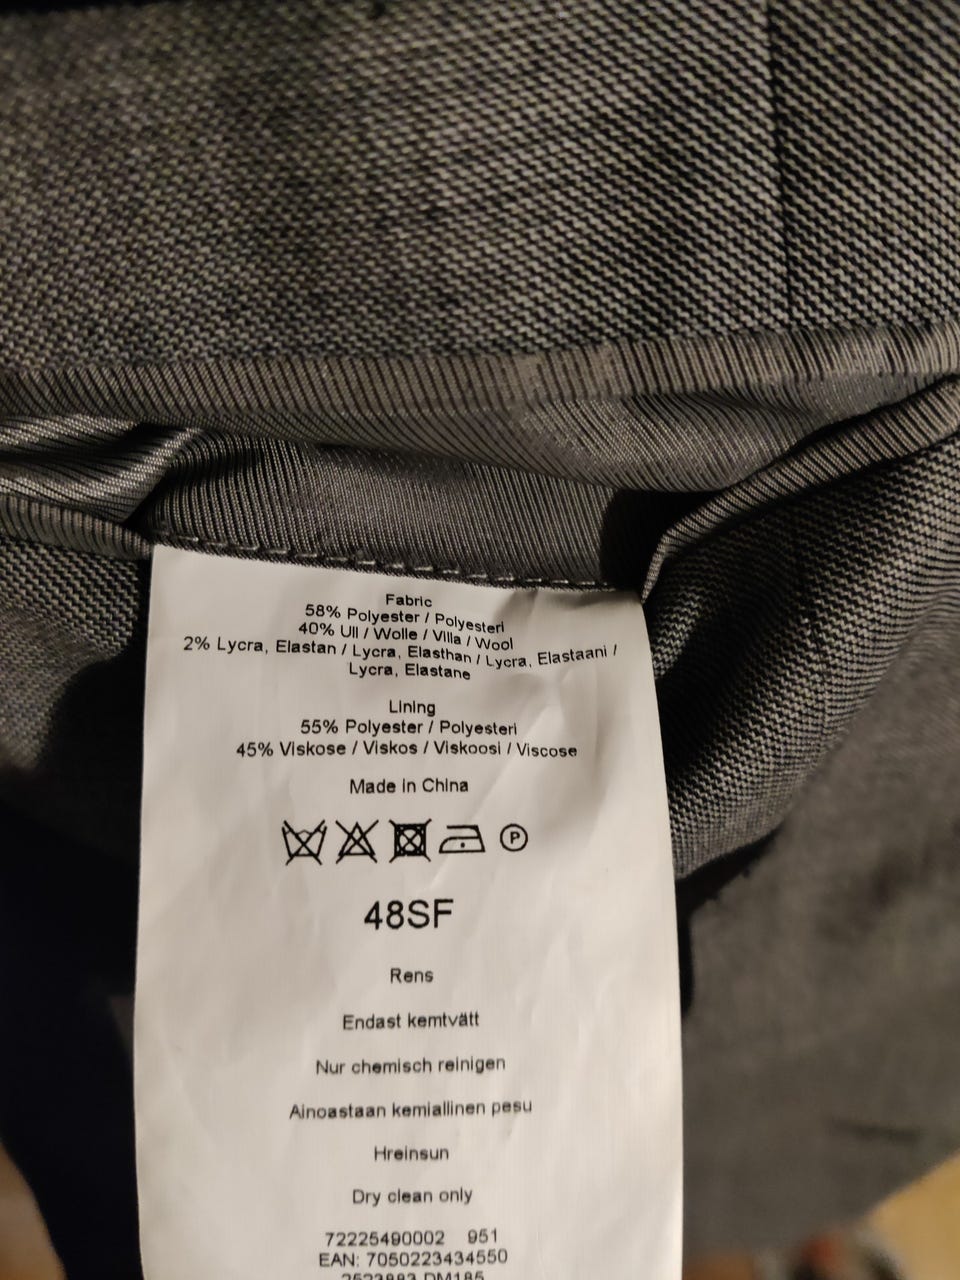 Fabric
58% Polyester / Polyesteri
40% Ull / Wolle / Villa / Wool
2% Lycra, Elastan / Lycra, Elasthan / Lycra, Elastaani /
Lycra, Elastane
Lining
55% Polyester / Polyesteri
45% Viskose / Viskos / Viskoosi / Viscose
Made in China
P
48SF
Rens
Endast kemtvätt
Nur chemisch reinigen
Ainoastaan kemiallinen pesu
Hreinsun
Dry clean only
72225490002 951
EAN: 7050223434550
2523883 DM185